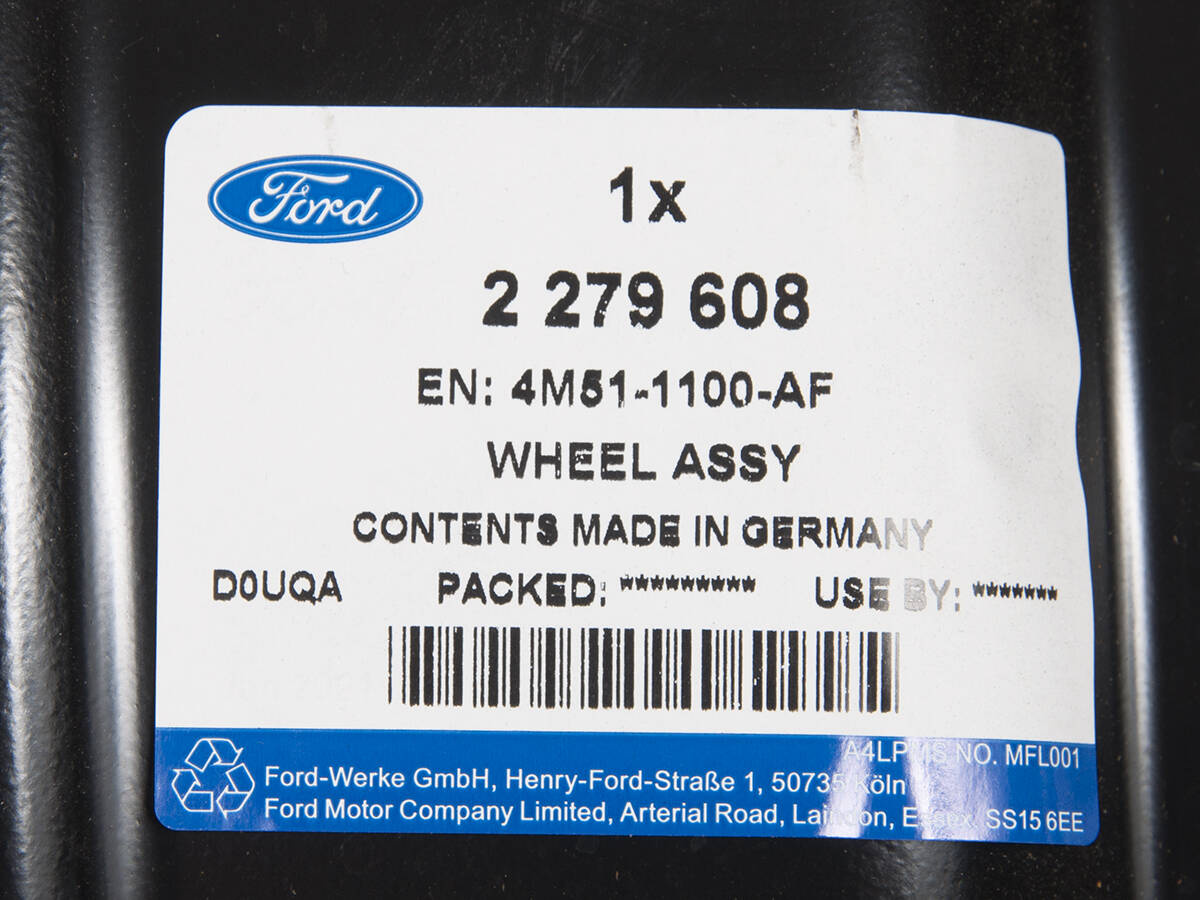 Ford
1x
2 279 608
EN: 4M51-1100-AF
WHEEL ASSY
CONTENTS MADE IN GERMANY
D0UQA PACKED: ********* USE BY: *******
A4LPMS NO. MFL001
Ford-Werke GmbH, Henry-Ford-Straße 1, 50735 Köln
Ford Motor Company Limited, Arterial Road, Laindon, Essex. SS15 6EE